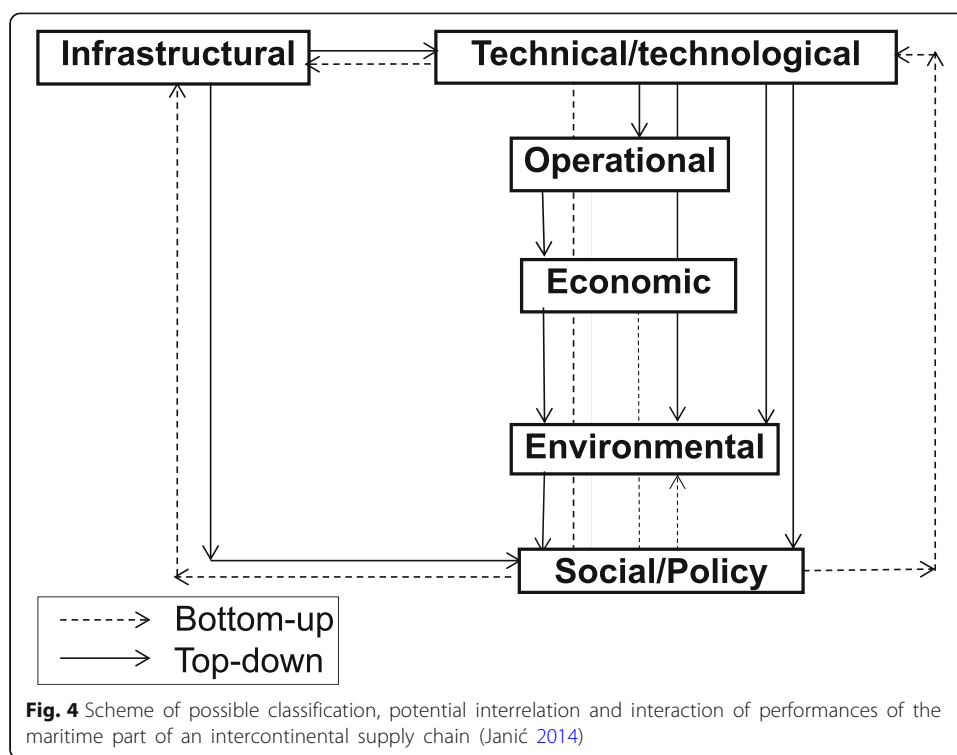 Infrastructural
Technical/technological
Operational
Economic
Environmental
Social/Policy
Bottom-up
Top-down
Fig. 4 Scheme of possible classification, potential interrelation and interaction of performances of the
maritime part of an intercontinental supply chain (Janić 2014)